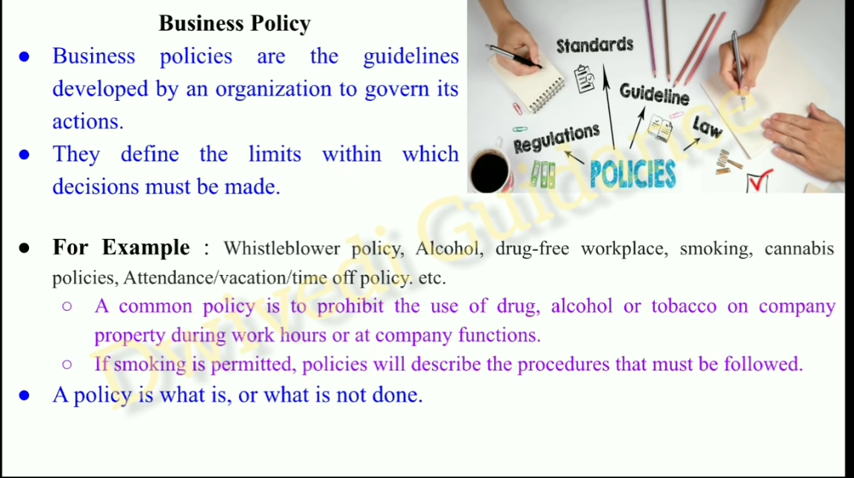 Business Policy
● Business policies are the guidelines
developed by an organization to govern its
actions.
● They define the limits within which
decisions must be made.
Standards
Guideline
Regulations
Law
POLICIES
● For Example : Whistleblower policy, Alcohol, drug-free workplace, smoking, cannabis
policies, Attendance/vacation/time off policy. etc.
○ A common policy is to prohibit the use of drug, alcohol or tobacco on company
property during work hours or at company functions.
○ If smoking is permitted, policies will describe the procedures that must be followed.
● A policy is what is, or what is not done.
Dwivedi Guidence